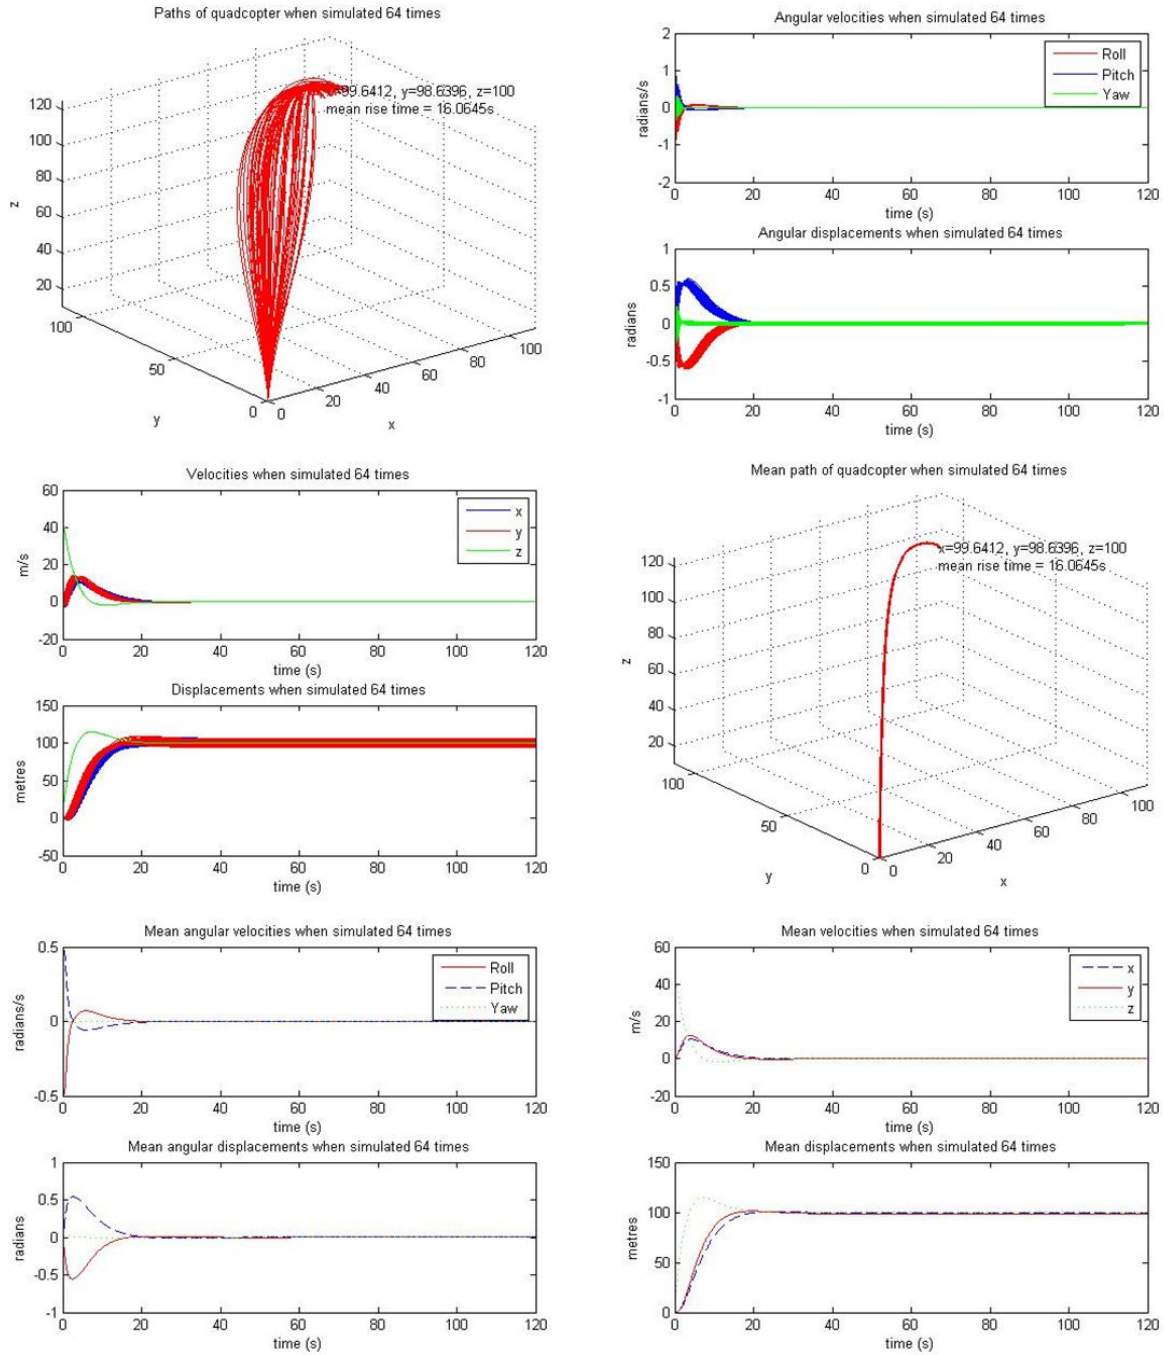 Paths of quadcopter when simulated 64 times
x=99.6412, y=98.6396, z=100
mean rise time = 16.0645s
120
100
80
60
40
20
z
100
50
0
y
0
20
40
60
80
100
x
Angular velocities when simulated 64 times
2
1
0
-1
-2
radians/s
Roll
Pitch
Yaw
0 20 40 60 80 100 120
time (s)
Angular displacements when simulated 64 times
1
0.5
0
-0.5
-1
radians
0 20 40 60 80 100 120
time (s)
Velocities when simulated 64 times
60
40
20
0
-20
m/s
x
y
z
0 20 40 60 80 100 120
time (s)
Displacements when simulated 64 times
150
100
50
0
-50
metres
0 20 40 60 80 100 120
time (s)
Mean path of quadcopter when simulated 64 times
x=99.6412, y=98.6396, z=100
mean rise time = 16.0645s
120
100
80
60
40
20
z
100
50
0
y
0
20
40
60
80
100
x
Mean angular velocities when simulated 64 times
0.5
0
-0.5
radians/s
Roll
Pitch
Yaw
0 20 40 60 80 100 120
time (s)
Mean angular displacements when simulated 64 times
1
0.5
0
-0.5
-1
radians
0 20 40 60 80 100 120
time (s)
Mean velocities when simulated 64 times
60
40
20
0
-20
m/s
x
y
z
0 20 40 60 80 100 120
time (s)
Mean displacements when simulated 64 times
150
100
50
0
metres
0 20 40 60 80 100 120
time (s)